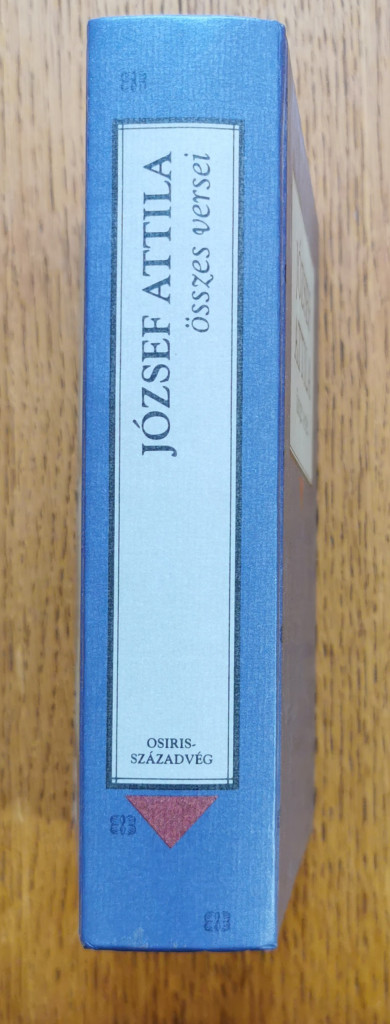 JÓZSEF ATTILA
összes versei
OSIRIS-
SZÁZADVÉG